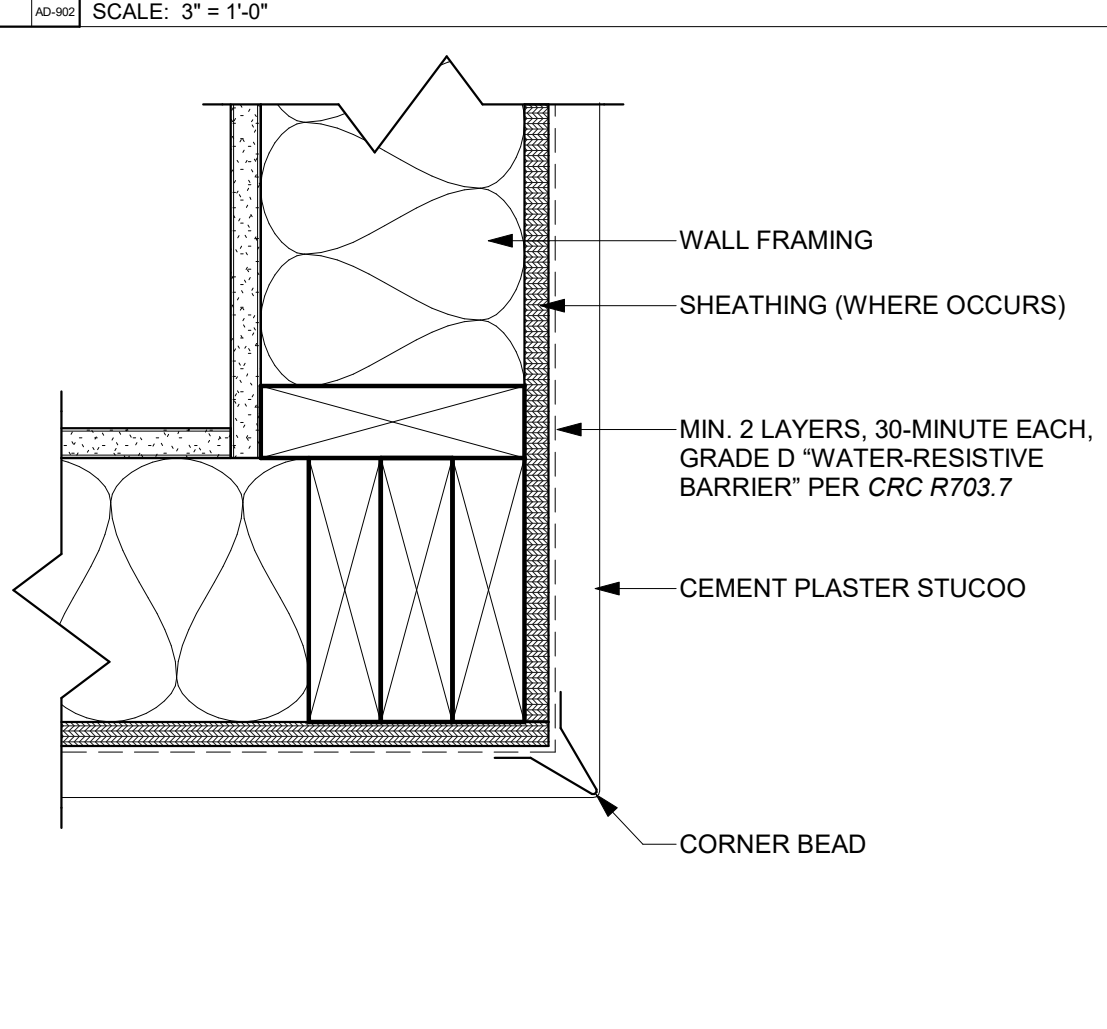 AD-902 SCALE: 3" = 1'-0"
WALL FRAMING
SHEATHING (WHERE OCCURS)
MIN. 2 LAYERS, 30-MINUTE EACH,
GRADE D “WATER-RESISTIVE
BARRIER” PER CRC R703.7
CEMENT PLASTER STUCOO
CORNER BEAD